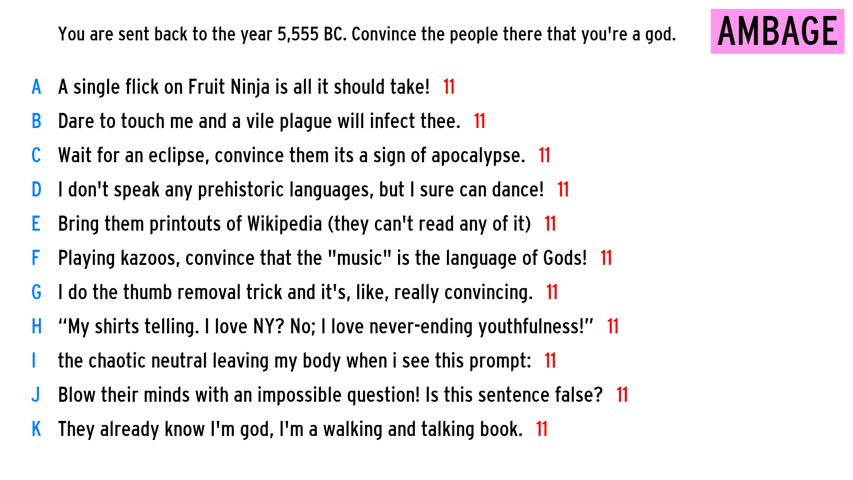 You are sent back to the year 5,555 BC. Convince the people there that you're a god. AMBAGE
A A single flick on Fruit Ninja is all it should take! 11
B Dare to touch me and a vile plague will infect thee. 11
C Wait for an eclipse, convince them its a sign of apocalypse. 11
D I don't speak any prehistoric languages, but I sure can dance! 11
E Bring them printouts of Wikipedia (they can't read any of it) 11
F Playing kazoos, convince that the "music" is the language of Gods! 11
G I do the thumb removal trick and it's, like, really convincing. 11
H “My shirts telling. I love NY? No; I love never-ending youthfulness!” 11
I the chaotic neutral leaving my body when i see this prompt: 11
J Blow their minds with an impossible question! Is this sentence false? 11
K They already know I'm god, I'm a walking and talking book. 11